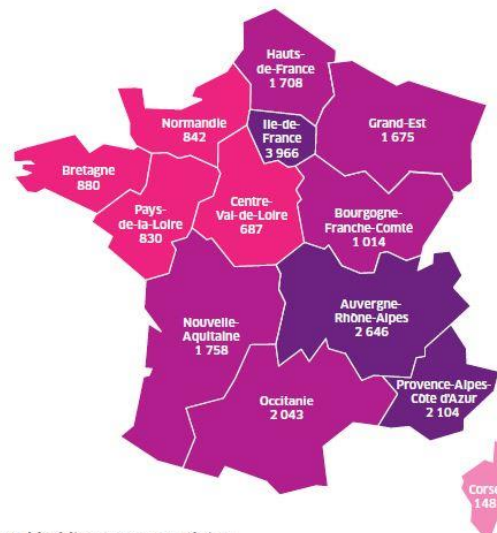 Hauts-
de-France
1 708
Normandie
842
Ile-de-
France
3 966
Grand-Est
1 675
Bretagne
880
Pays-
de-la-Loire
830
Centre-
Val-de-Loire
687
Bourgogne-
Franche-Comté
1 014
Auvergne-
Rhône-Alpes
2 646
Nouvelle-
Aquitaine
1 758
Occitanie
2 043
Provence-Alpes-
Côte d'Azur
2 104
Corse
148